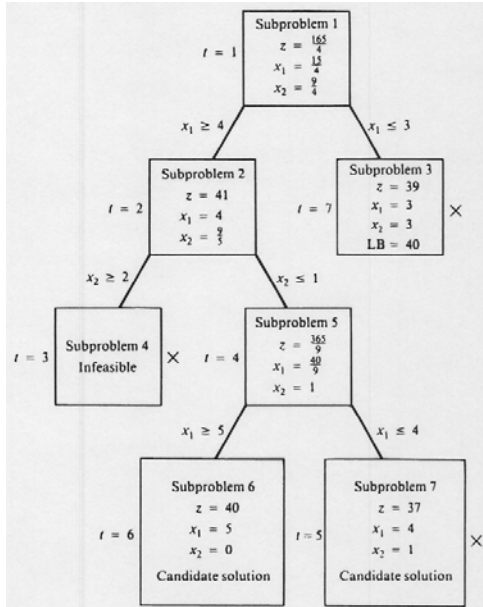 Subproblem 1
t = 1
z = 165/4
x₁ = 15/4
x₂ = 9/4
x₁ ≥ 4
x₁ ≤ 3
Subproblem 2
t = 2
z = 41
x₁ = 4
x₂ = 9/5
Subproblem 3
t = 7
z = 39
x₁ = 3
x₂ = 3
LB = 40
×
x₂ ≥ 2
x₂ ≤ 1
t = 3
Subproblem 4
Infeasible
×
Subproblem 5
t = 4
z = 365/9
x₁ = 40/9
x₂ = 1
x₁ ≥ 5
x₁ ≤ 4
Subproblem 6
t = 6
z = 40
x₁ = 5
x₂ = 0
Candidate solution
Subproblem 7
t = 5
z = 37
x₁ = 4
x₂ = 1
Candidate solution
×